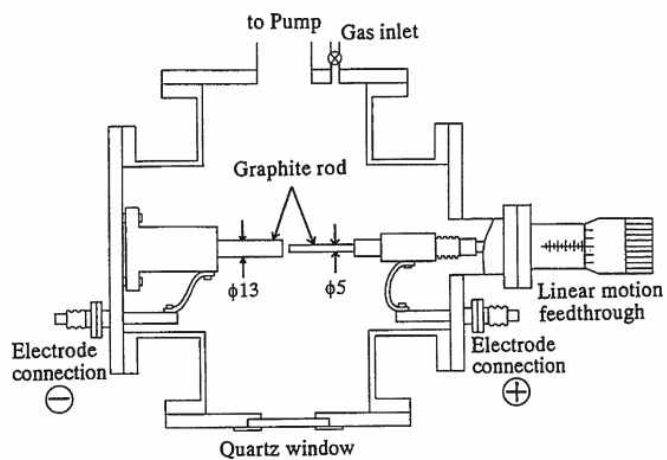 to Pump
Gas inlet
Graphite rod
ϕ13
ϕ5
Linear motion
feedthrough
Electrode
connection
⊖
Electrode
connection
⊕
Quartz window